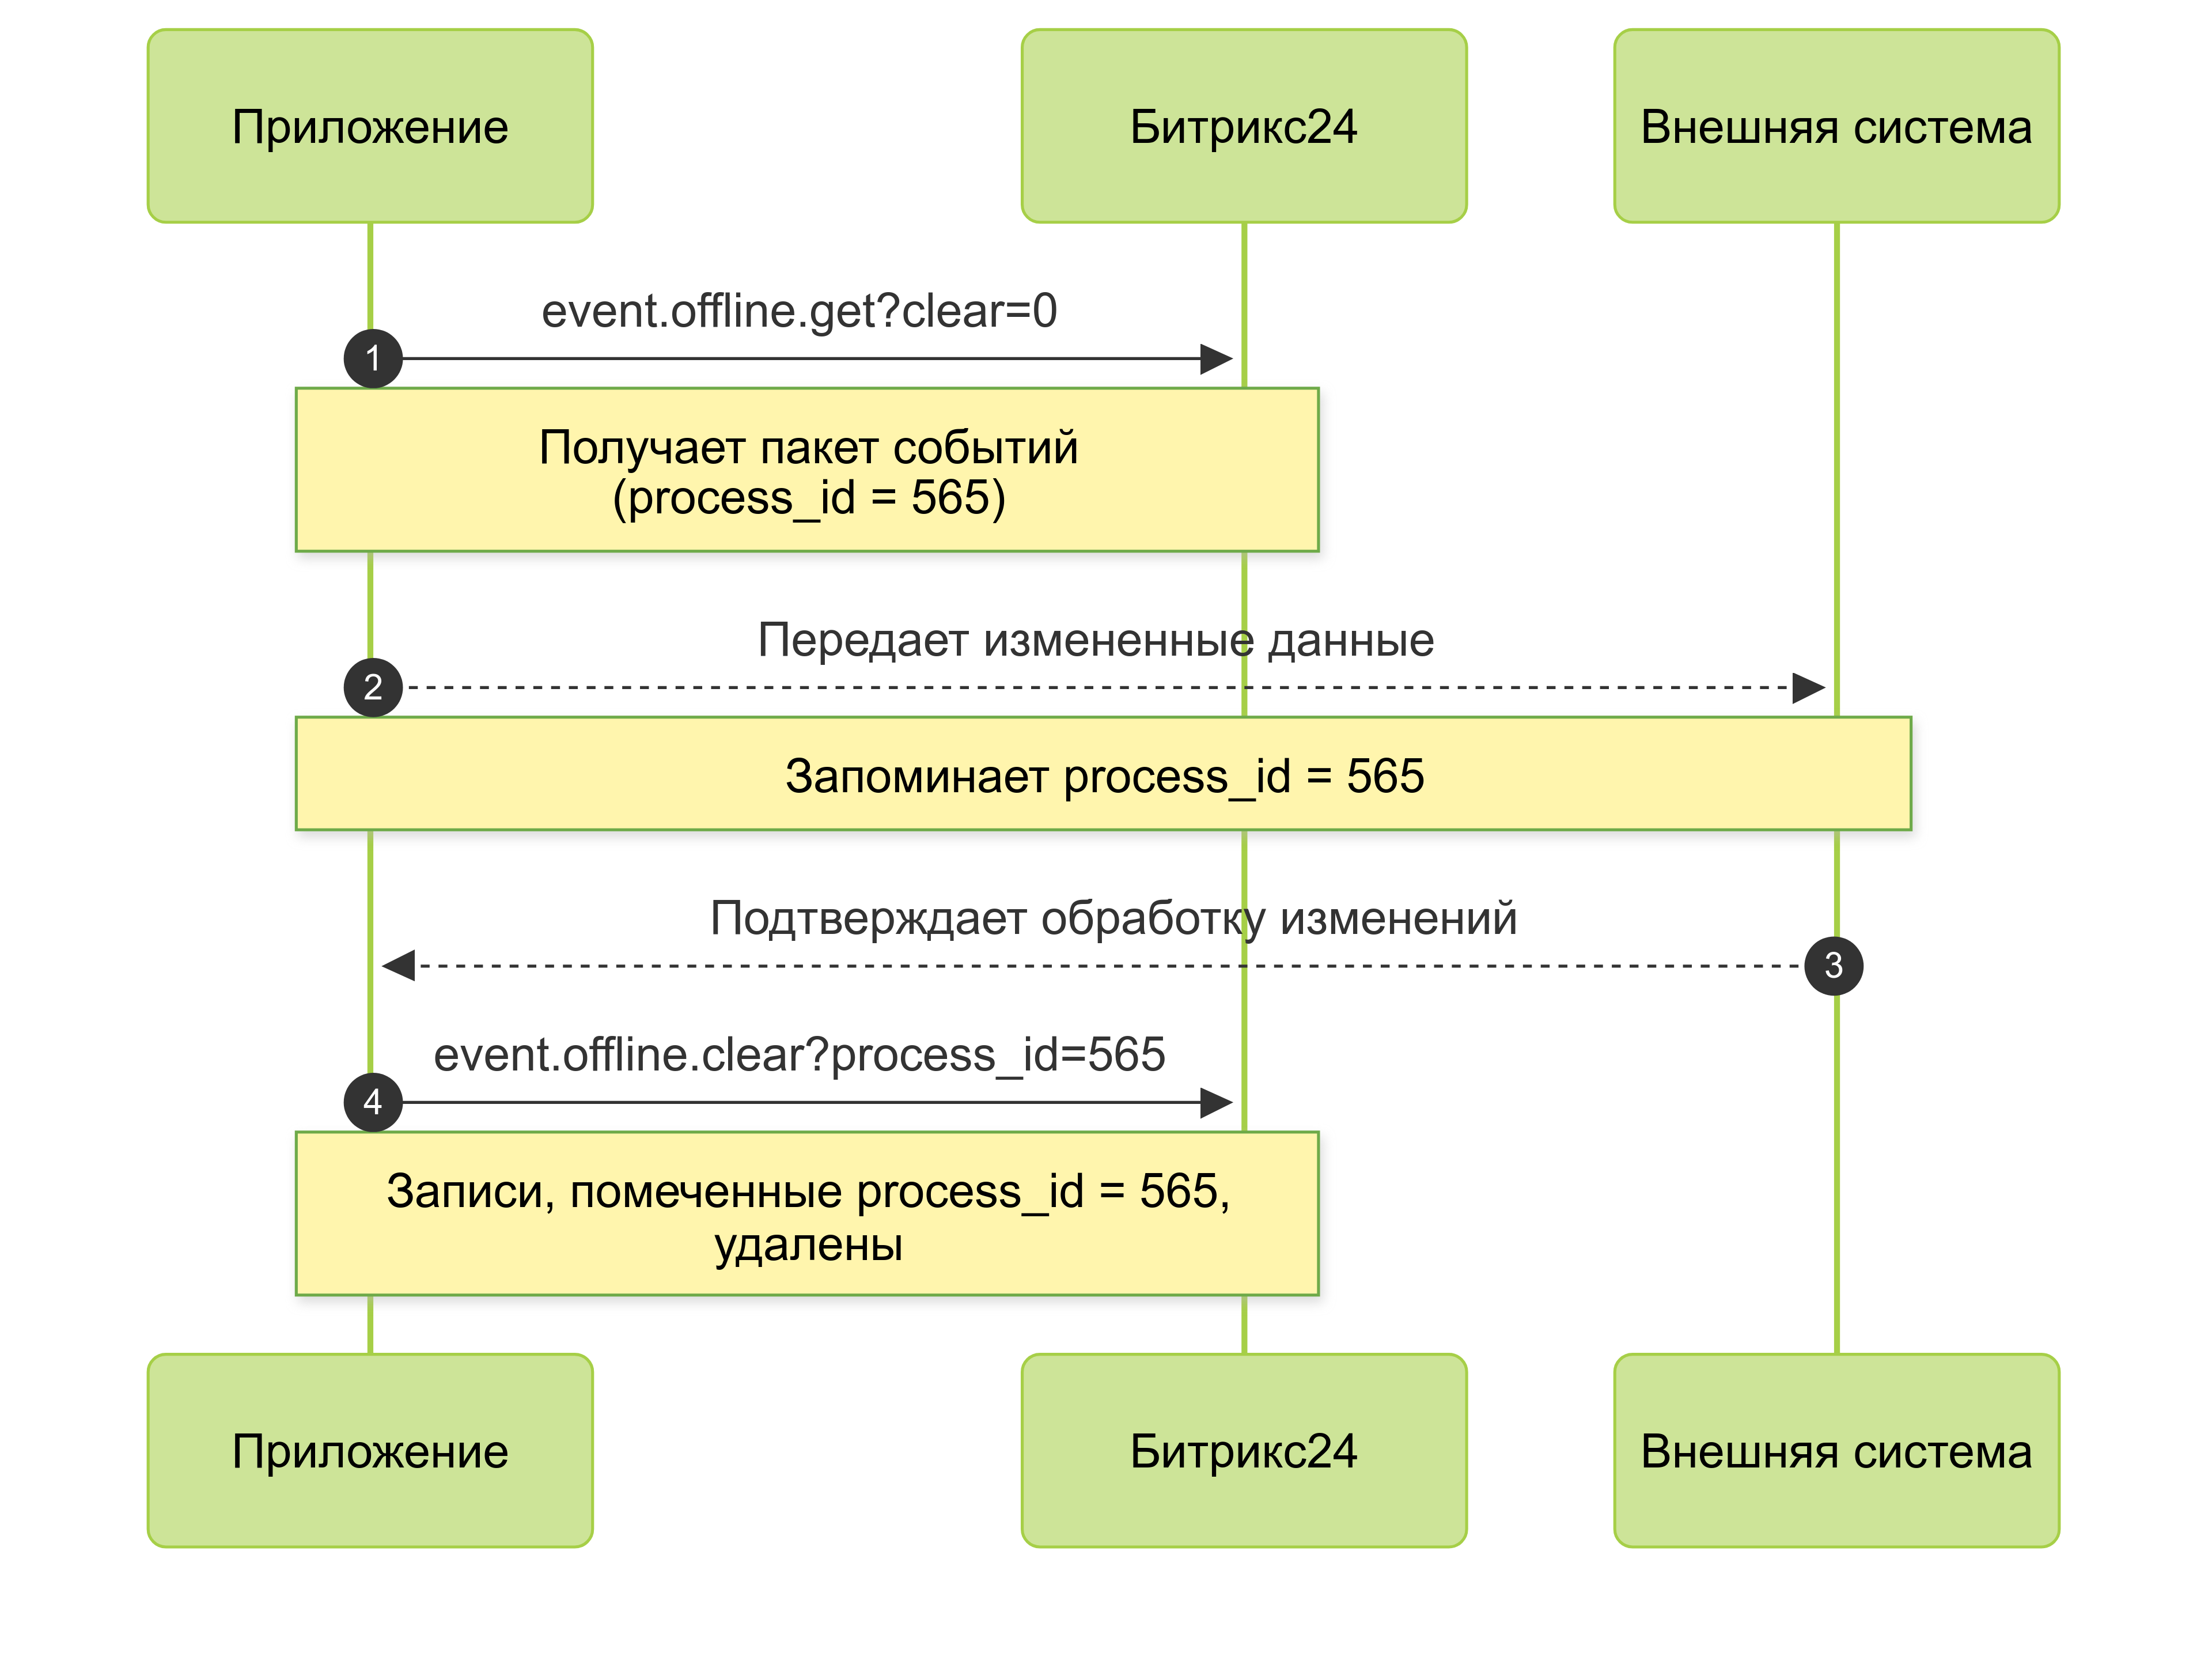 Приложение
Битрикс24
Внешняя система
event.offline.get?clear=0
1
Получает пакет событий
(process_id = 565)
Передает измененные данные
2
Запоминает process_id = 565
Подтверждает обработку изменений
3
event.offline.clear?process_id=565
4
Записи, помеченные process_id = 565,
удалены
Приложение
Битрикс24
Внешняя система